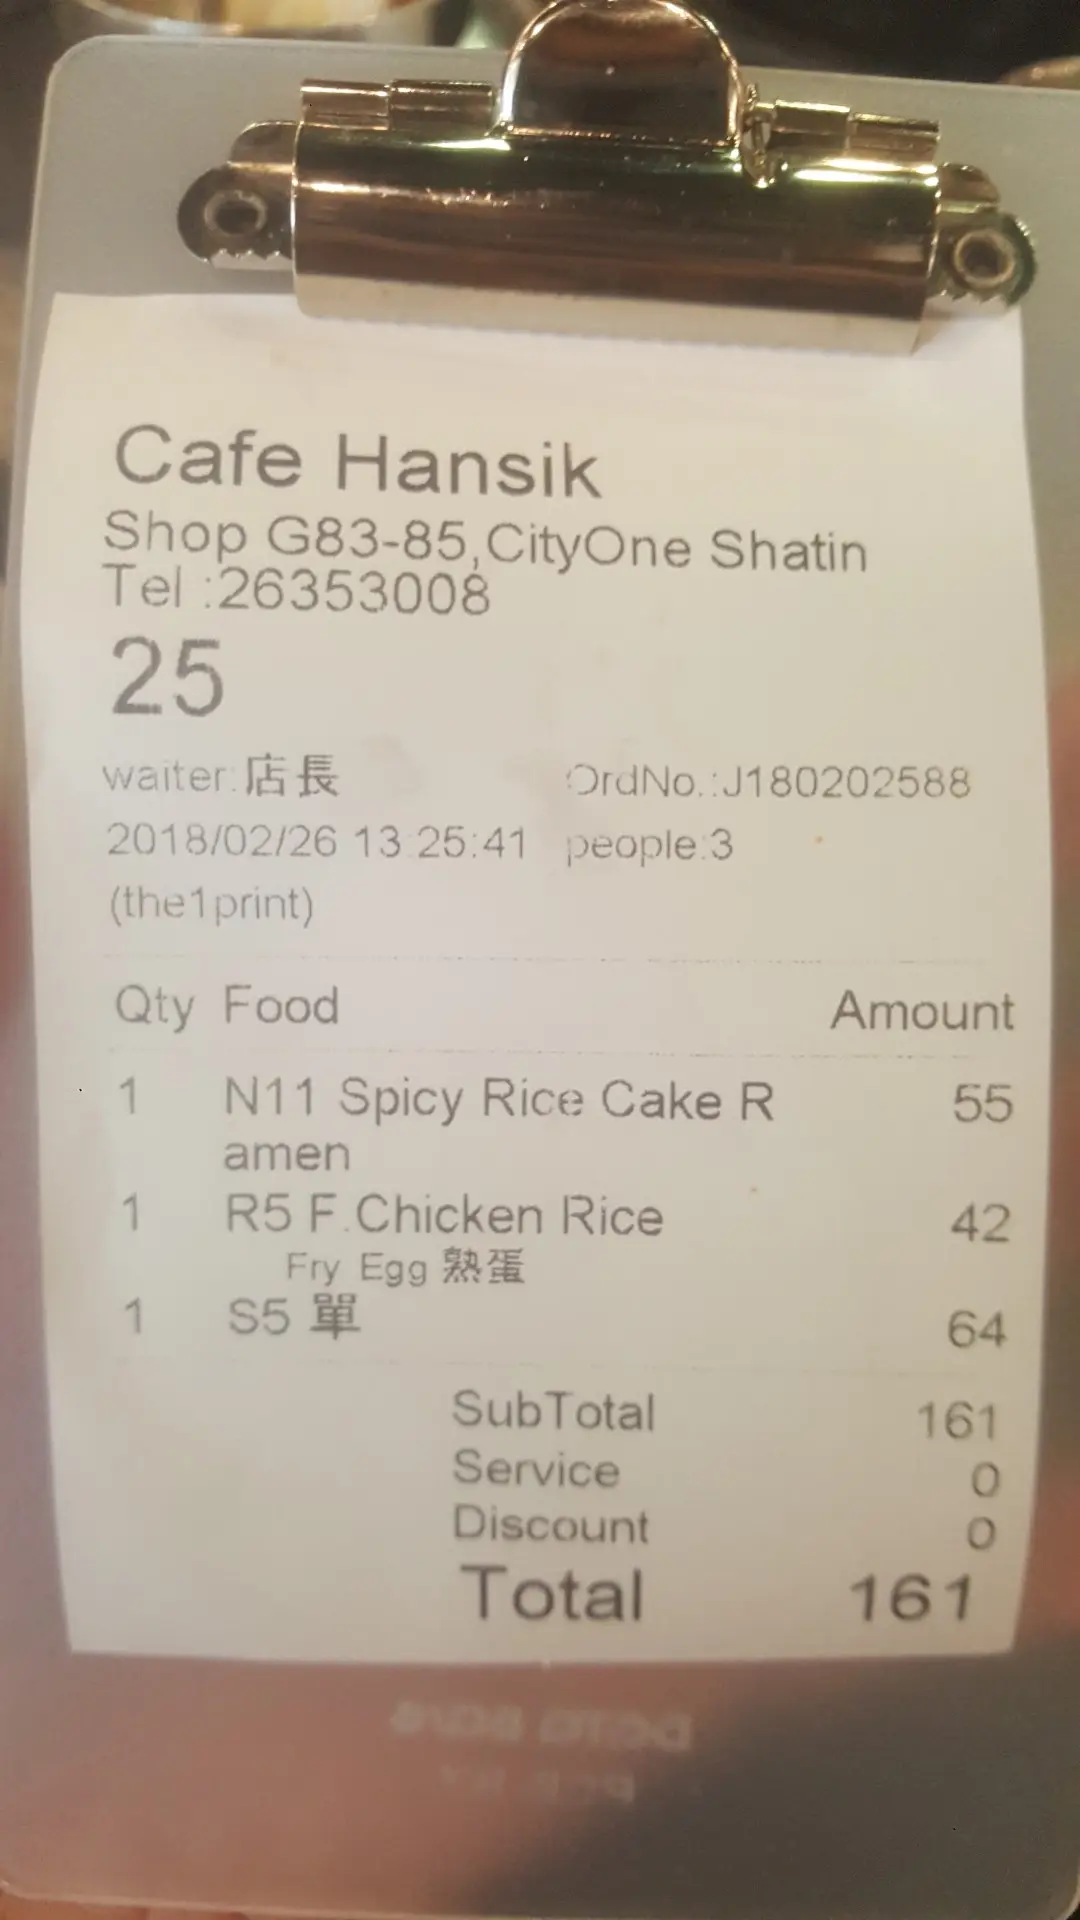 Cafe Hansik
Shop G83-85,CityOne Shatin
Tel :26353008
25
waiter:店長 OrdNo.:J180202588
2018/02/26 13:25:41 people:3
(the1print)
Qty Food Amount
1 N11 Spicy Rice Cake R 55
amen
1 R5 F.Chicken Rice 42
Fry Egg 熟蛋
1 S5 單 64
SubTotal 161
Service 0
Discount 0
Total 161